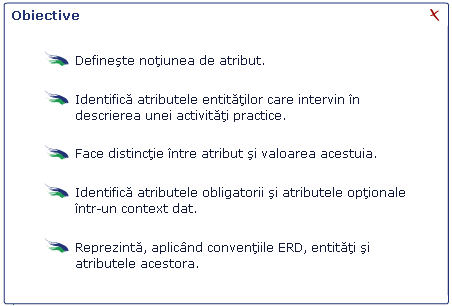 Obiective
Defineşte noţiunea de atribut.
Identifică atributele entităţilor care intervin în
descrierea unei activităţi practice.
Face distincţie între atribut şi valoarea acestuia.
Identifică atributele obligatorii şi atributele opţionale
într-un context dat.
Reprezintă, aplicând convenţiile ERD, entităţi şi
atributele acestora.